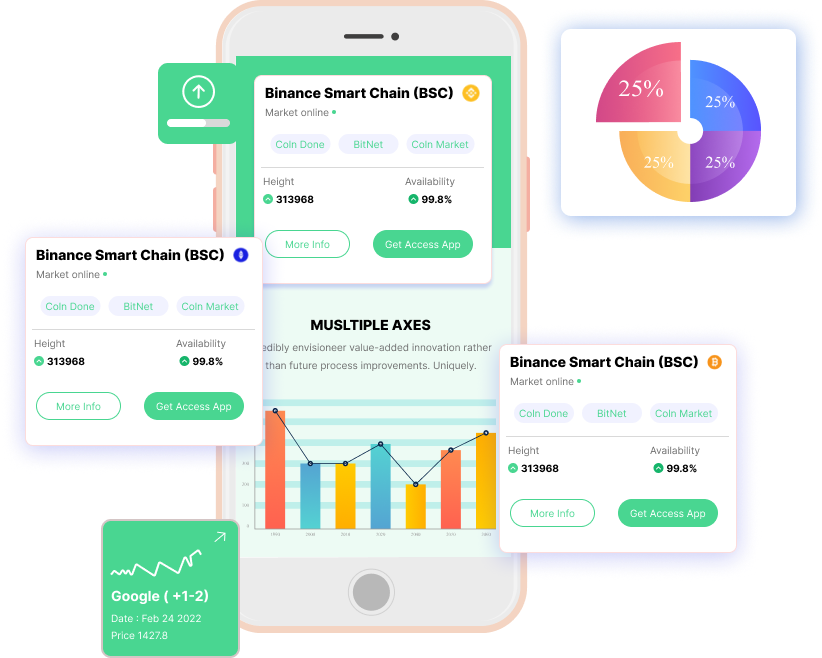 Binance Smart Chain (BSC)
Market online
Coln Done BitNet Coln Market
Height Availability
313968 99.8%
More Info Get Access App
25%
25%
25%
25%
Binance Smart Chain (BSC)
Market online
Coln Done BitNet Coln Market
Height Availability
313968 99.8%
More Info Get Access App
MUSLTIPLE AXES
edibly envisioneer value-added innovation rather
than future process improvements. Uniquely.
Binance Smart Chain (BSC)
Market online
Coln Done BitNet Coln Market
Height Availability
313968 99.8%
More Info Get Access App
Google ( +1-2)
Date : Feb 24 2022
Price 1427.8